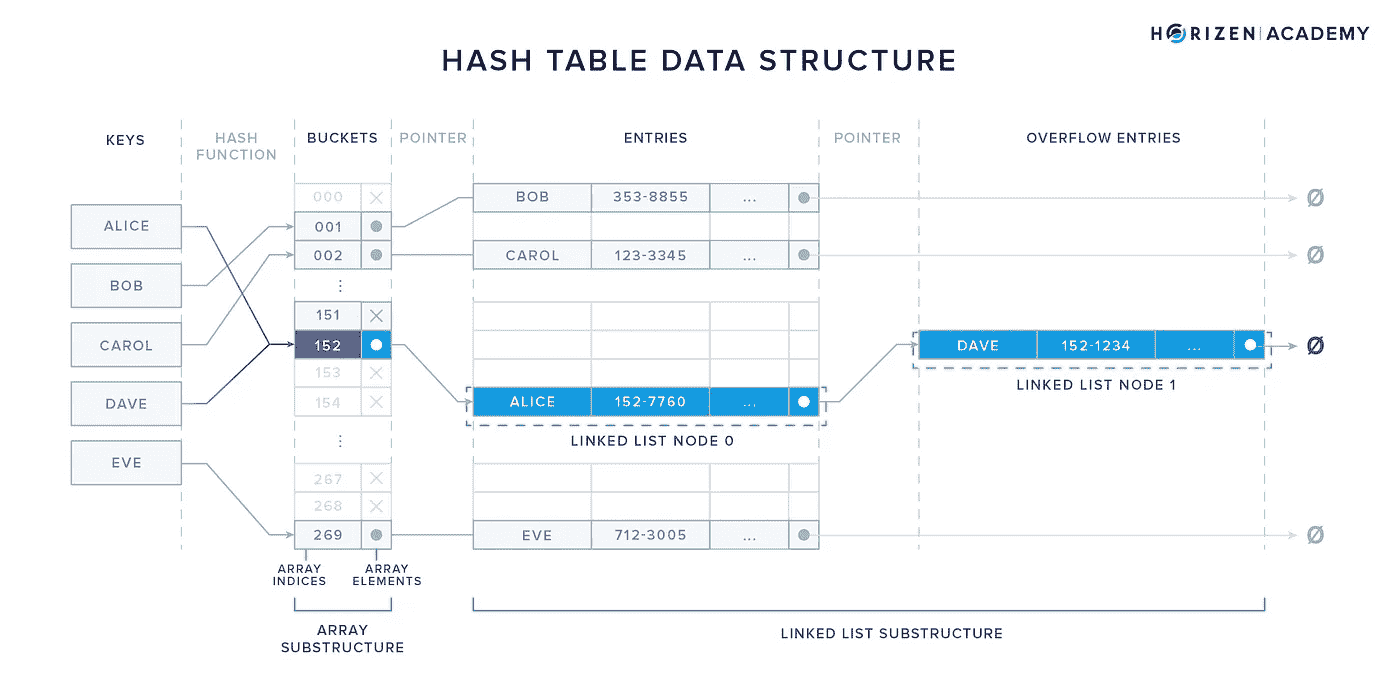 HORIZEN ACADEMY
HASH TABLE DATA STRUCTURE
KEYS
HASH
FUNCTION
BUCKETS
POINTER
ENTRIES
POINTER
OVERFLOW ENTRIES
ALICE
BOB
CAROL
DAVE
EVE
000
001
002
⋮
151
152
153
154
⋮
267
268
269
BOB 353-8855 ...
CAROL 123-3345 ...
ALICE 152-7760 ...
LINKED LIST NODE 0
EVE 712-3005 ...
DAVE 152-1234 ...
LINKED LIST NODE 1
Ø
Ø
Ø
Ø
ARRAY
INDICES
ARRAY
ELEMENTS
ARRAY
SUBSTRUCTURE
LINKED LIST SUBSTRUCTURE